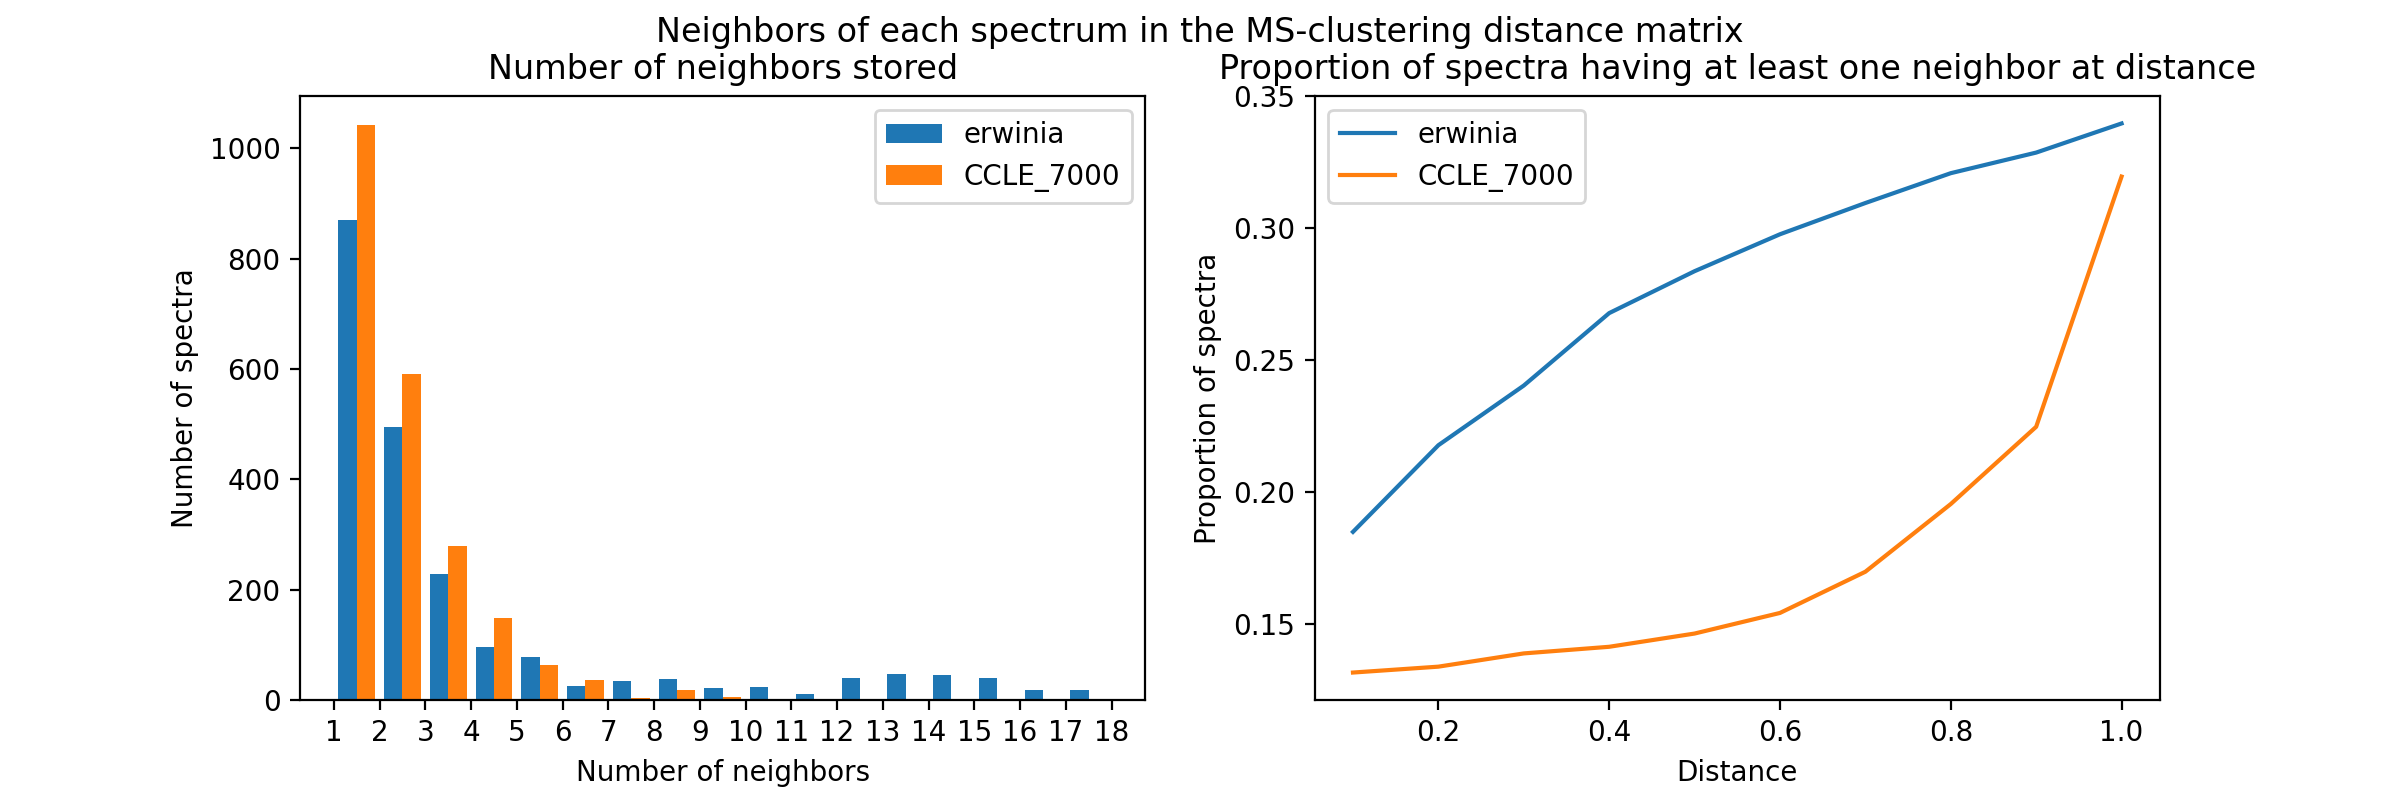 Neighbors of each spectrum in the MS-clustering distance matrix
Number of neighbors stored
Number of spectra
1000
800
600
400
200
0
erwinia
CCLE_7000
1 2 3 4 5 6 7 8 9 10 11 12 13 14 15 16 17 18
Number of neighbors
Proportion of spectra having at least one neighbor at distance
Proportion of spectra
0.35
0.30
0.25
0.20
0.15
erwinia
CCLE_7000
0.2 0.4 0.6 0.8 1.0
Distance